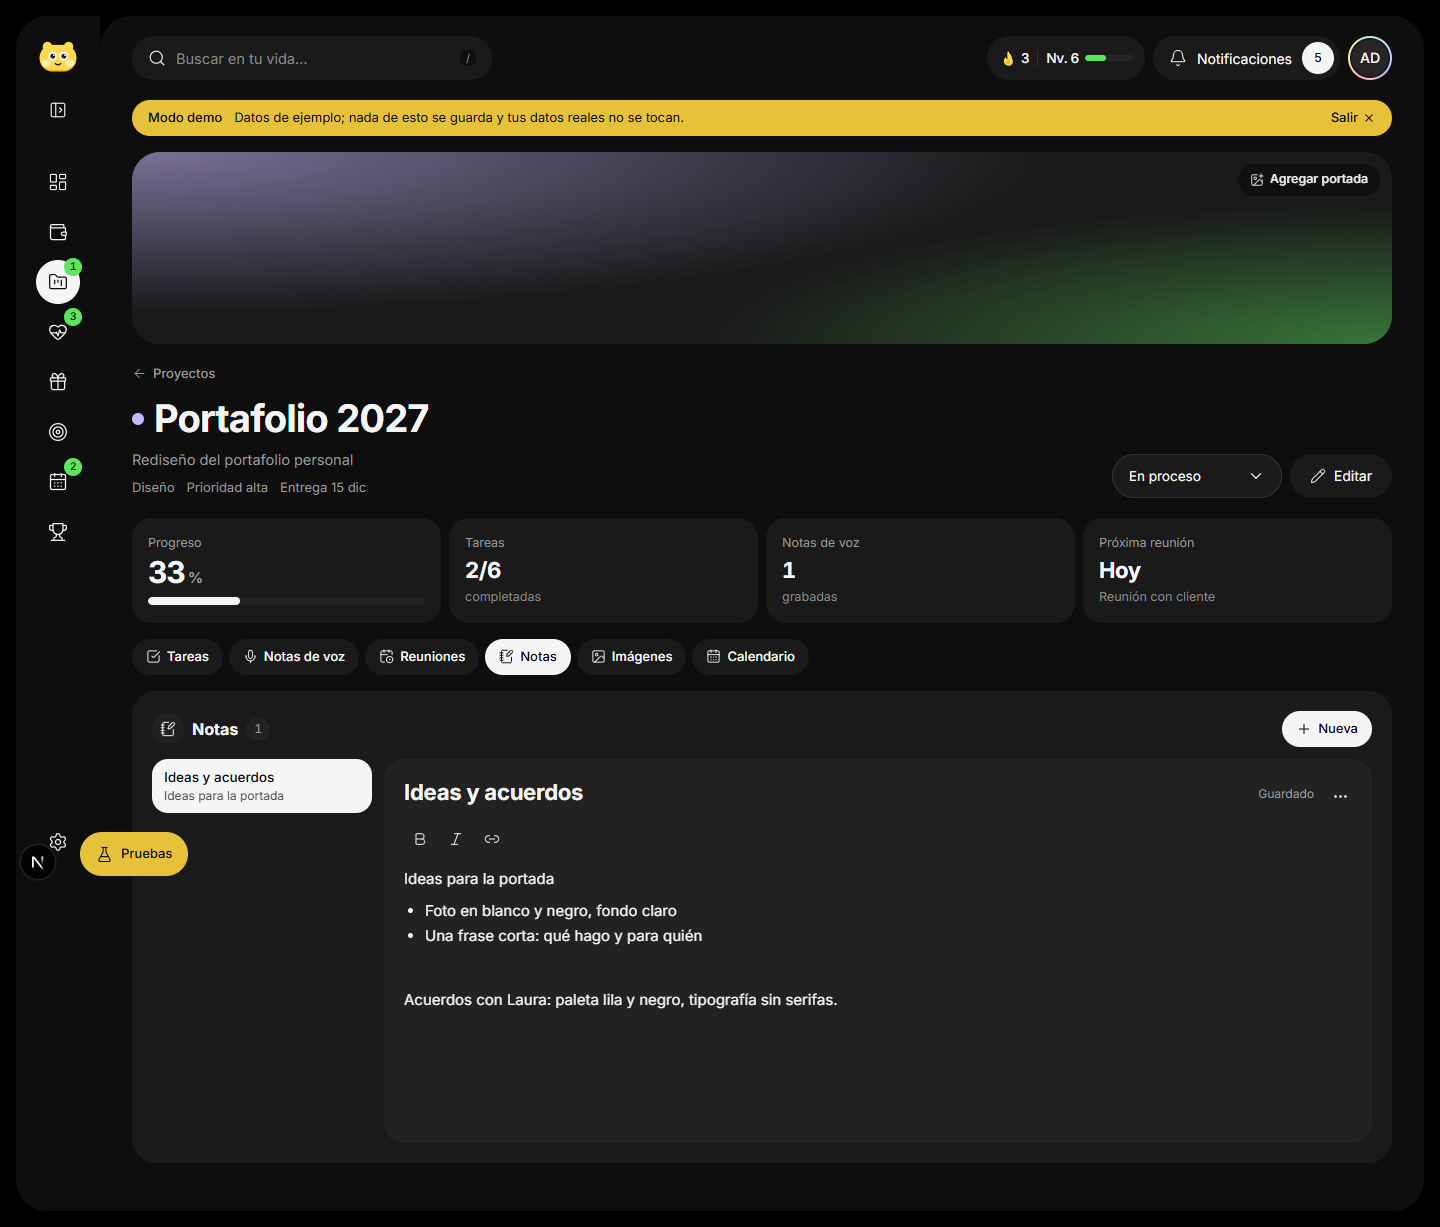 Buscar en tu vida...
/
3
Nv. 6
Notificaciones
5
AD
Modo demo Datos de ejemplo; nada de esto se guarda y tus datos reales no se tocan.
Salir
Agregar portada
1
3
2
Proyectos
Portafolio 2027
Rediseño del portafolio personal
Diseño Prioridad alta Entrega 15 dic
En proceso
Editar
Progreso
33 %
Tareas
2/6
completadas
Notas de voz
1
grabadas
Próxima reunión
Hoy
Reunión con cliente
Tareas
Notas de voz
Reuniones
Notas
Imágenes
Calendario
Notas 1
Nueva
Ideas y acuerdos
Ideas para la portada
Ideas y acuerdos
Guardado
...
B I
Ideas para la portada
• Foto en blanco y negro, fondo claro
• Una frase corta: qué hago y para quién
Acuerdos con Laura: paleta lila y negro, tipografía sin serifas.
N
Pruebas